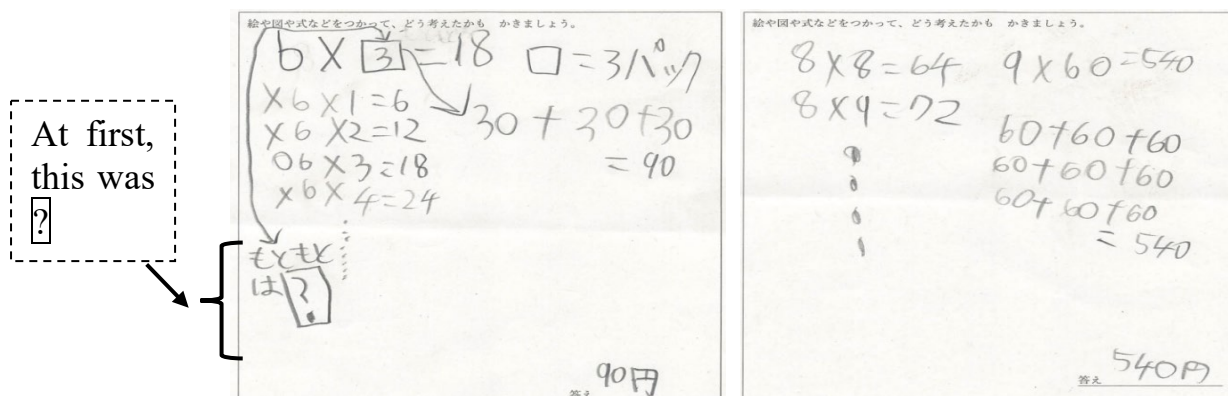 At first,
this was
?
絵や図や式などをつかって、どう考えたかも かきましょう。
6×3=18 □=3パック
×6×1=6
×6×2=12
06×3=18
×6×4=24
30+30+30
=90
もともと
は?
答え 90円
絵や図や式などをつかって、どう考えたかも かきましょう。
8×8=64
8×9=72
9×60=540
60+60+60
60+60+60
60+60+60
=540
答え 540円